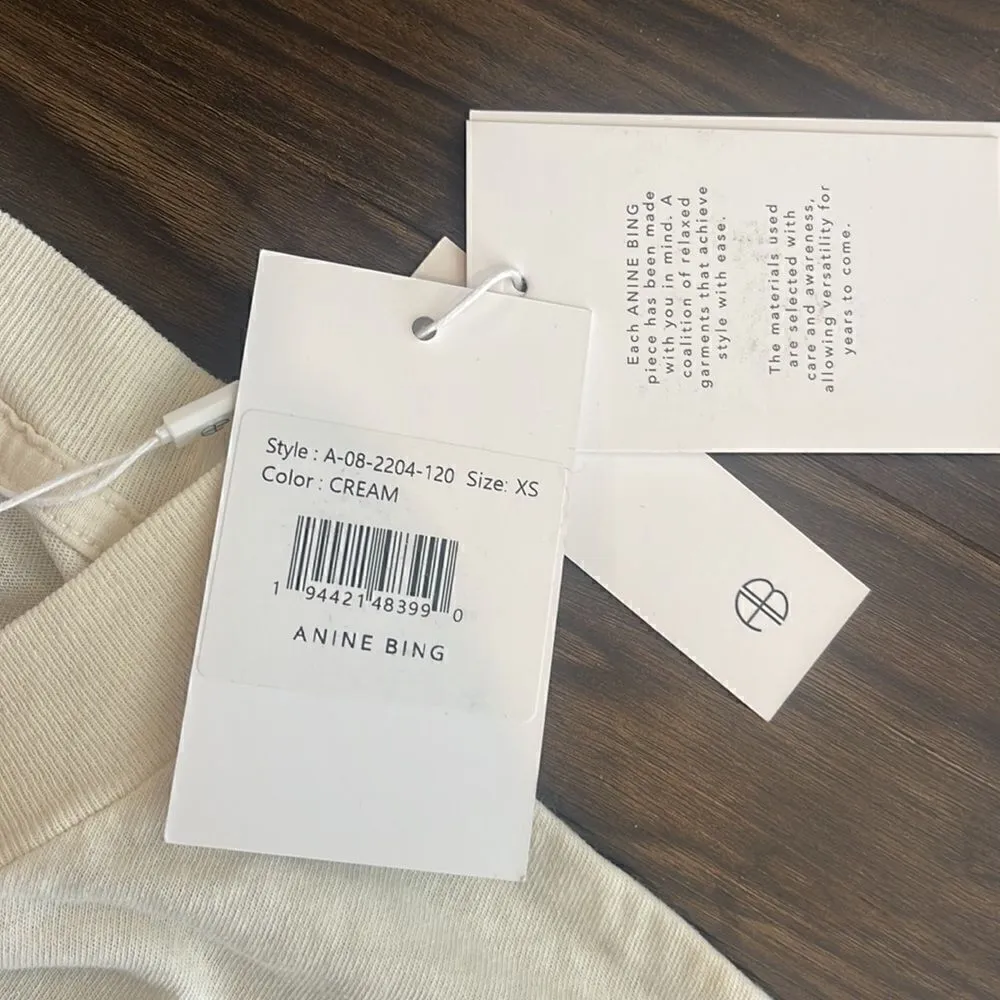 Style : A-08-2204-120 Size: XS
Color : CREAM
1 94421 48399 0
ANINE BING
Each ANINE BING
piece has been made
with you in mind. A
coalition of relaxed
garments that achieve
style with ease.
The materials used
are selected with
care and awareness,
allowing versatility for
years to come.
AB